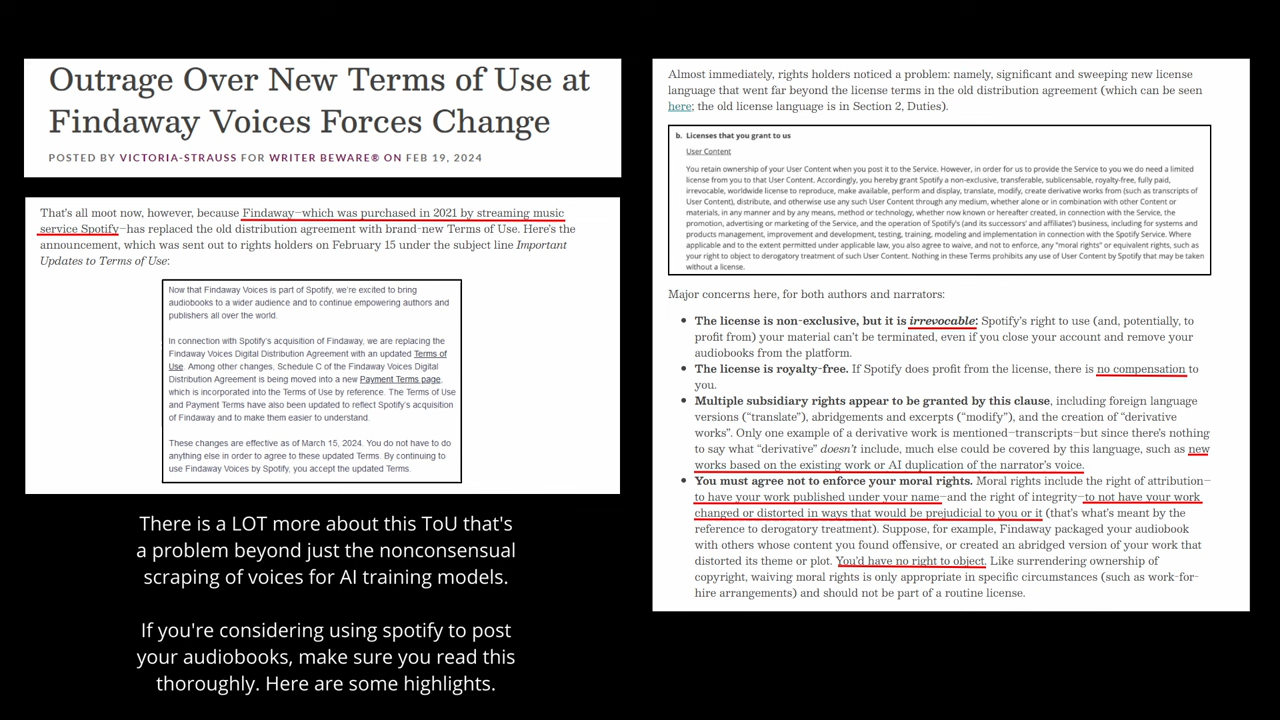 Outrage Over New Terms of Use at
Findaway Voices Forces Change
POSTED BY VICTORIA-STRAUSS FOR WRITER BEWARE® ON FEB 19, 2024
That's all moot now, however, because Findaway—which was purchased in 2021 by streaming music
service Spotify—has replaced the old distribution agreement with brand-new Terms of Use. Here's the
announcement, which was sent out to rights holders on February 15 under the subject line Important
Updates to Terms of Use:
Now that Findaway Voices is part of Spotify, we're excited to bring
audiobooks to a wider audience and to continue empowering authors and
publishers all over the world.
In connection with Spotify's acquisition of Findaway, we are replacing the
Findaway Voices Digital Distribution Agreement with an updated Terms of
Use. Among other changes, Schedule C of the Findaway Voices Digital
Distribution Agreement is being moved into a new Payment Terms page,
which is incorporated into the Terms of Use by reference. The Terms of Use
and Payment Terms have also been updated to reflect Spotify's acquisition
of Findaway and to make them easier to understand.
These changes are effective as of March 15, 2024. You do not have to do
anything else in order to agree to these updated Terms. By continuing to
use Findaway Voices by Spotify, you accept the updated Terms.
There is a LOT more about this ToU that's
a problem beyond just the nonconsensual
scraping of voices for AI training models.
If you're considering using spotify to post
your audiobooks, make sure you read this
thoroughly. Here are some highlights.
Almost immediately, rights holders noticed a problem: namely, significant and sweeping new license
language that went far beyond the license terms in the old distribution agreement (which can be seen
here; the old license language is in Section 2, Duties).
b. Licenses that you grant to us
User Content
You retain ownership of your User Content when you post it to the Service. However, in order for us to provide the Service to you we do need a limited
license from you to that User Content. Accordingly, you hereby grant Spotify a non-exclusive, transferable, sublicensable, royalty-free, fully paid,
irrevocable, worldwide license to reproduce, make available, perform and display, translate, modify, create derivative works from (such as transcripts of
User Content), distribute, and otherwise use any such User Content through any medium, whether alone or in combination with other Content or
materials, in any manner and by any means, method or technology, whether now known or hereafter created, in connection with the Service, the
promotion, advertising or marketing of the Service, and the operation of Spotify's (and its successors' and affiliates') business, including for systems and
products management, improvement and development, testing, training, modeling and implementation in connection with the Spotify Service. Where
applicable and to the extent permitted under applicable law, you also agree to waive, and not to enforce, any "moral rights" or equivalent rights, such as
your right to object to derogatory treatment of such User Content. Nothing in these Terms prohibits any use of User Content by Spotify that may be taken
without a license.
Major concerns here, for both authors and narrators:
• The license is non-exclusive, but it is irrevocable: Spotify's right to use (and, potentially, to
profit from) your material can't be terminated, even if you close your account and remove your
audiobooks from the platform.
• The license is royalty-free. If Spotify does profit from the license, there is no compensation to
you.
• Multiple subsidiary rights appear to be granted by this clause, including foreign language
versions ("translate"), abridgements and excerpts ("modify"), and the creation of "derivative
works". Only one example of a derivative work is mentioned—transcripts—but since there's nothing
to say what "derivative" doesn't include, much else could be covered by this language, such as new
works based on the existing work or AI duplication of the narrator's voice.
• You must agree not to enforce your moral rights. Moral rights include the right of attribution—
to have your work published under your name—and the right of integrity—to not have your work
changed or distorted in ways that would be prejudicial to you or it (that's what's meant by the
reference to derogatory treatment). Suppose, for example, Findaway packaged your audiobook
with others whose content you found offensive, or created an abridged version of your work that
distorted its theme or plot. You'd have no right to object. Like surrendering ownership of
copyright, waiving moral rights is only appropriate in specific circumstances (such as work-for-
hire arrangements) and should not be part of a routine license.